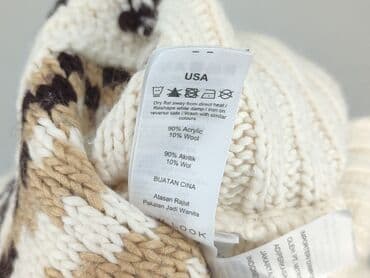 USA
Dry flat away from direct heat /
Reshape while damp / Iron on
reverse side / Wash with similar
colours
90% Acrylic
10% Wool
90% Akrilik
10% Wol
BUATAN CINA
Atasan Rajut
Pakaian Jadi Wanita
LOOK